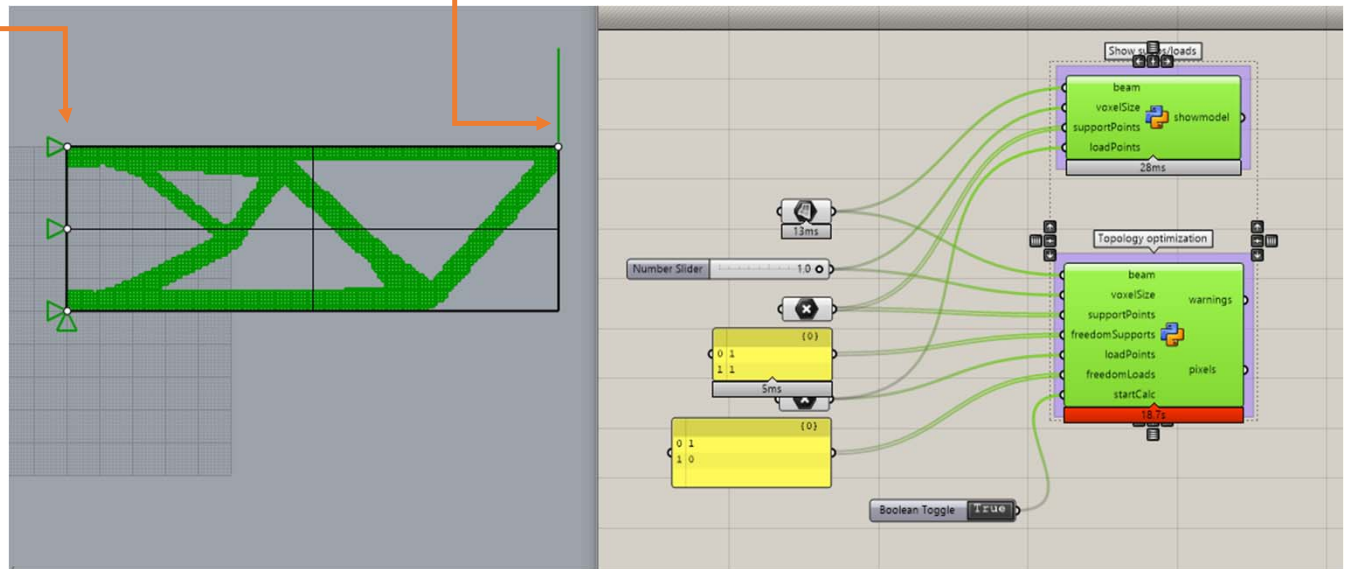 Show
s/loads
beam
voxelSize
supportPoints
loadPoints
showmodel
28ms
13ms
Number Slider
1.0
{0}
0 1
1 1
5ms
{0}
0 1
1 0
Topology optimization
beam
voxelSize
supportPoints
freedomSupports
loadPoints
freedomLoads
startCalc
warnings
pixels
18.7s
Boolean Toggle True